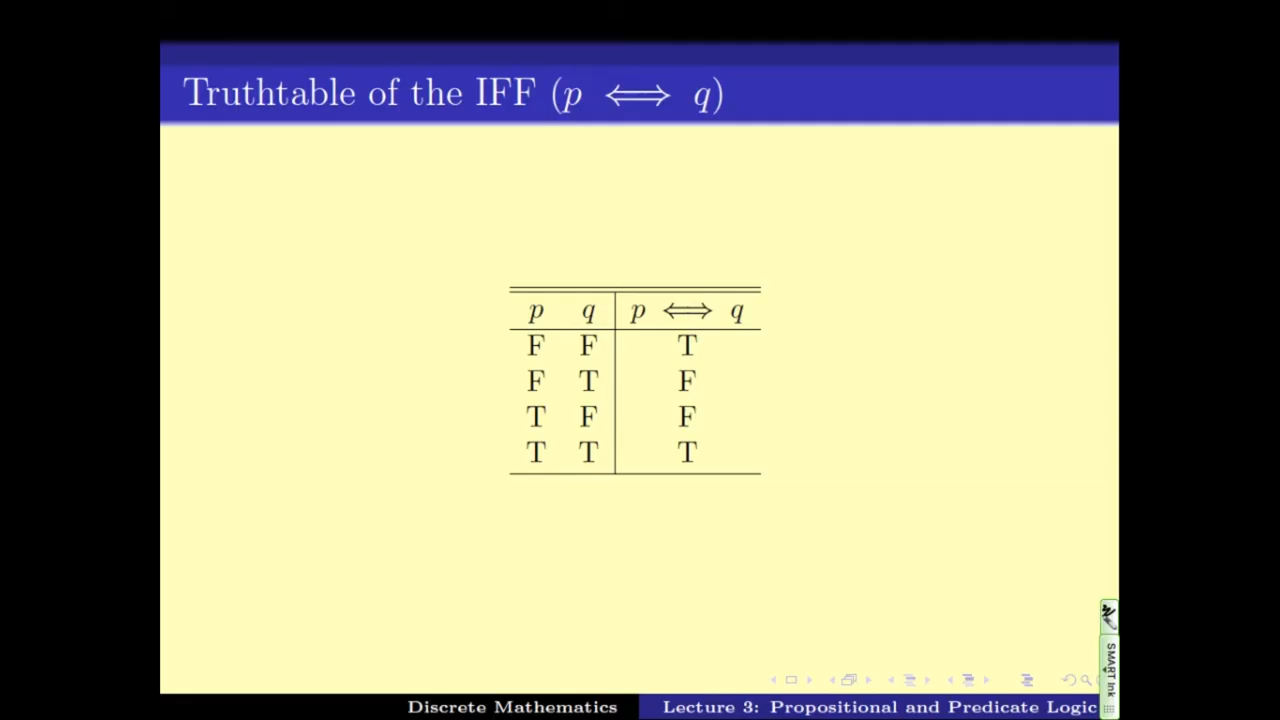 Truthtable of the IFF (p ⟺ q)
p q p ⟺ q
F F T
F T F
T F F
T T T
SMART Ink
Discrete Mathematics Lecture 3: Propositional and Predicate Logic